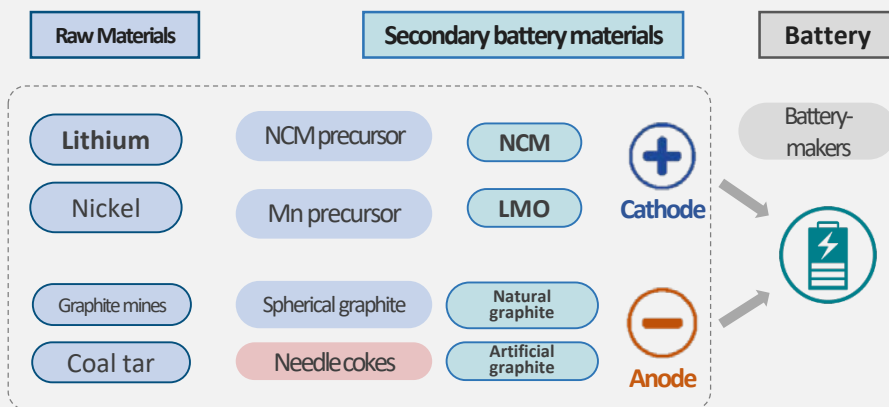 Raw Materials
Secondary battery materials
Battery
Lithium
NCM precursor
NCM
Battery-
makers
Nickel
Mn precursor
LMO
Cathode
Graphite mines
Spherical graphite
Natural
graphite
Coal tar
Needle cokes
Artificial
graphite
Anode